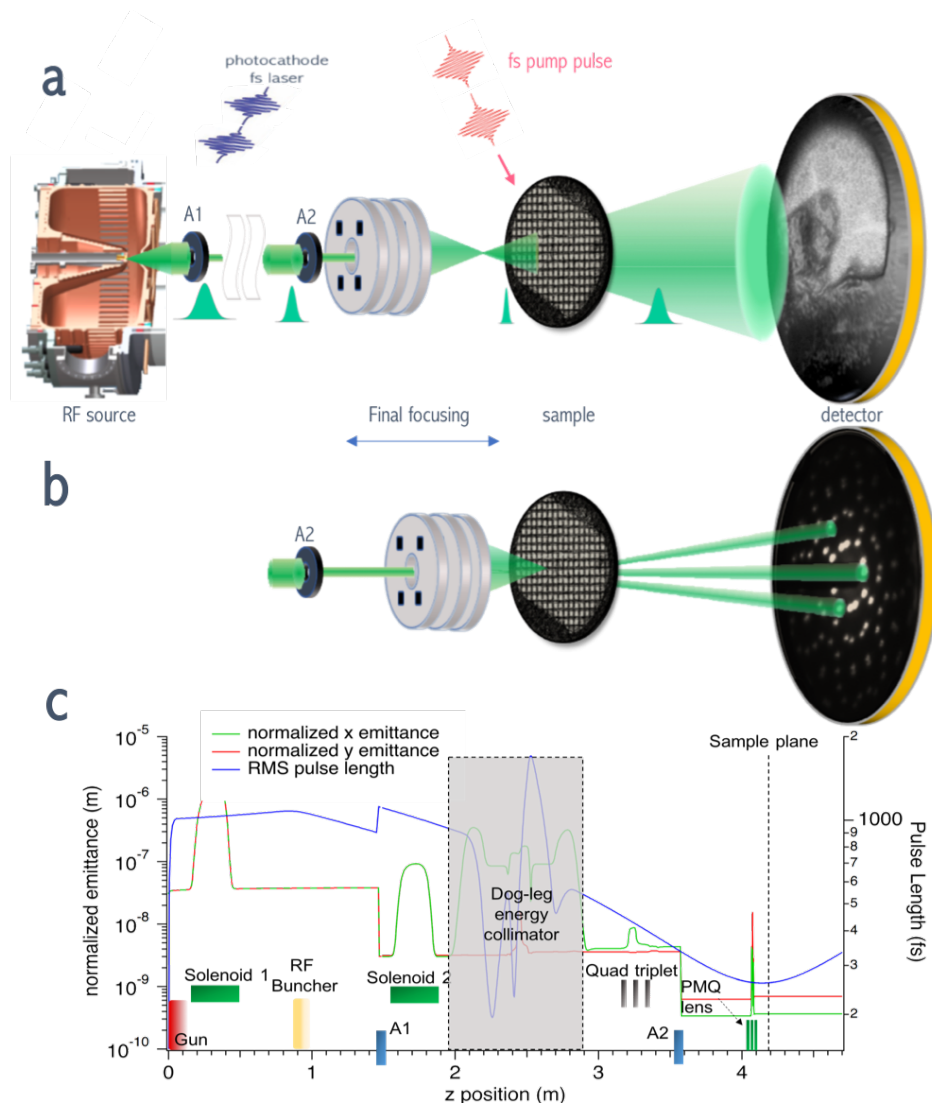 a
photocathode
fs laser
fs pump pulse
A1
A2
RF source
Final focusing
sample
detector
b
A2
c
normalized x emittance
normalized y emittance
RMS pulse length
Sample plane
10-5
10-6
10-7
10-8
10-9
10-10
normalized emittance (m)
2
1000
9
8
7
6
5
4
3
2
Pulse Length (fs)
Dog-leg
energy
collimator
Solenoid 1
RF
Buncher
Solenoid 2
Quad triplet
PMQ
lens
Gun
A1
A2
0
1
2
3
4
z position (m)